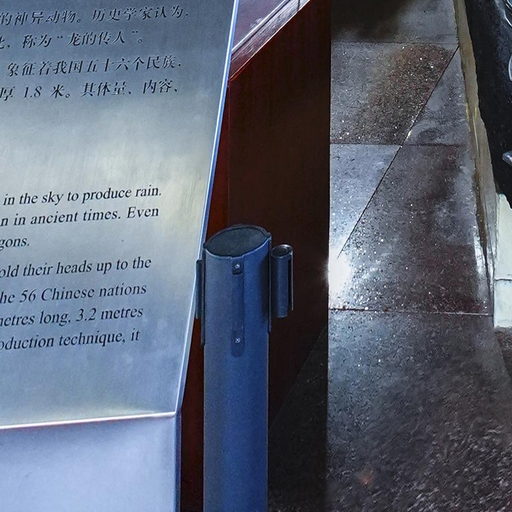 的神异动物。历史学家认为,
，称为“龙的传人”。
象征着我国五十六个民族,
厚 1.8 米。其体量、内容,
in the sky to produce rain.
n in ancient times. Even
gons.
old their heads up to the
he 56 Chinese nations
metres long, 3.2 metres
oduction technique, it